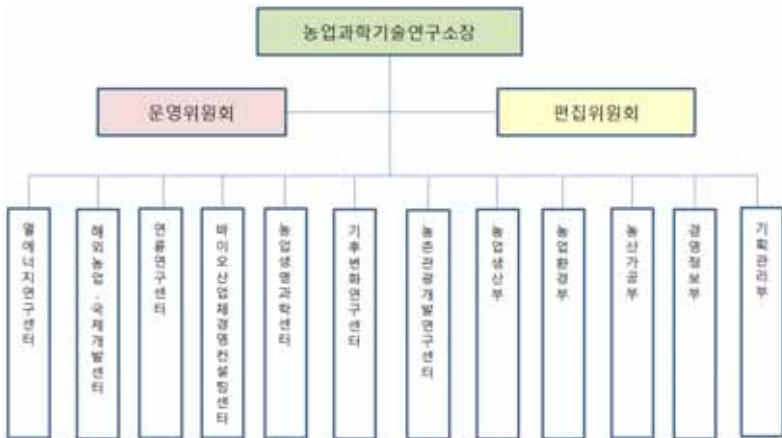 농업과학기술연구소장
운영위원회
편집위원회
열에너지연구센터
해외농업·국제개발센터
연륜연구센터
바이오산업체경영컨설팅센터
농업생명과학센터
기후변화연구센터
농촌관광개발연구센터
농업생산부
농업환경부
농산가공부
경영정보부
기획관리부